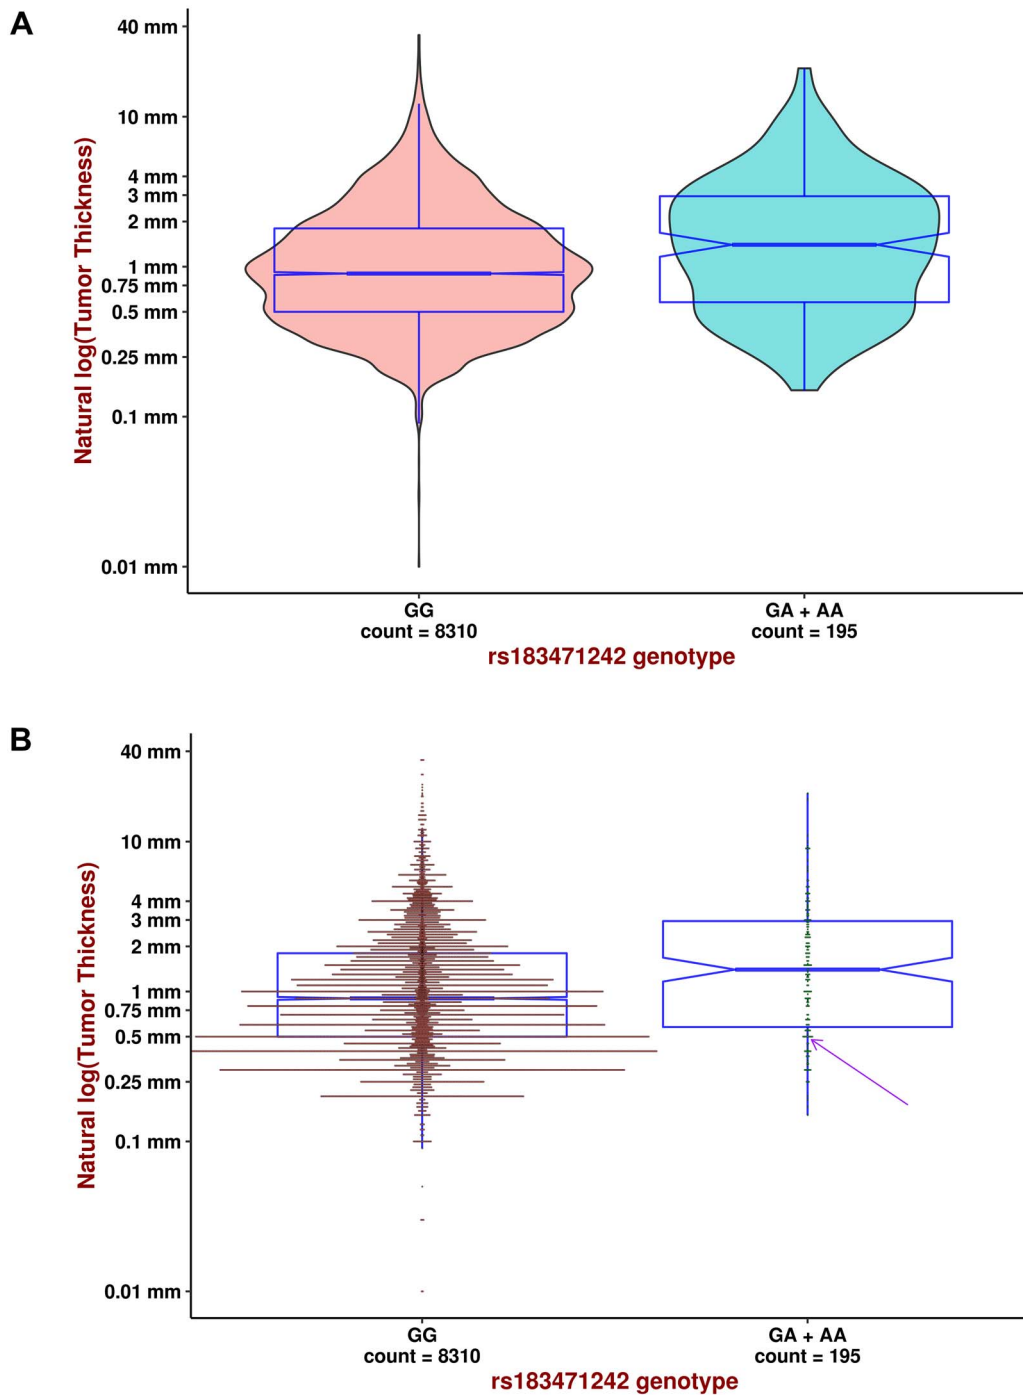 A
40 mm
10 mm
4 mm
3 mm
2 mm
1 mm
0.75 mm
0.5 mm
0.25 mm
0.1 mm
0.01 mm
Natural log(Tumor Thickness)
GG
count = 8310
GA + AA
count = 195
rs183471242 genotype
B
40 mm
10 mm
4 mm
3 mm
2 mm
1 mm
0.75 mm
0.5 mm
0.25 mm
0.1 mm
0.01 mm
Natural log(Tumor Thickness)
GG
count = 8310
GA + AA
count = 195
rs183471242 genotype